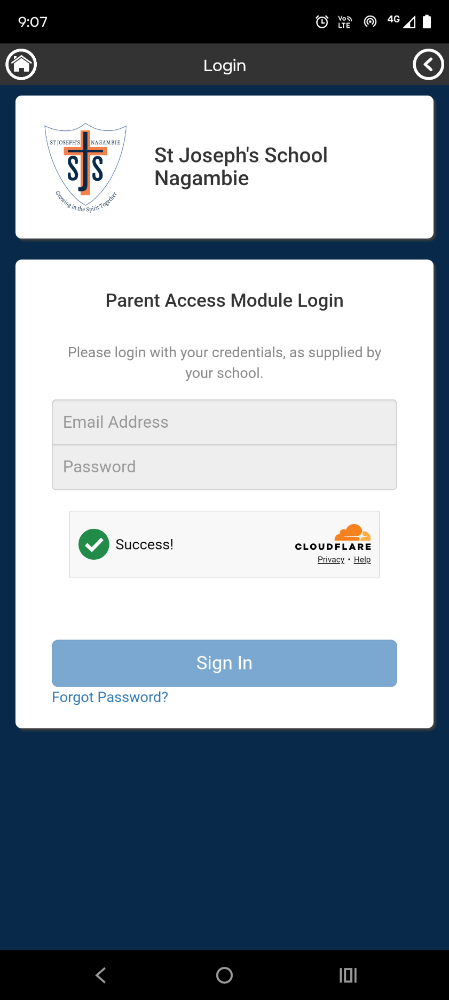 9:07
Vo LTE
4G
Login
ST JOSEPH'S NAGAMBIE
SJS
Growing in the Spirit Together
St Joseph's School
Nagambie
Parent Access Module Login
Please login with your credentials, as supplied by
your school.
Email Address
Password
Success!
CLOUDFLARE
Privacy • Help
Sign In
Forgot Password?